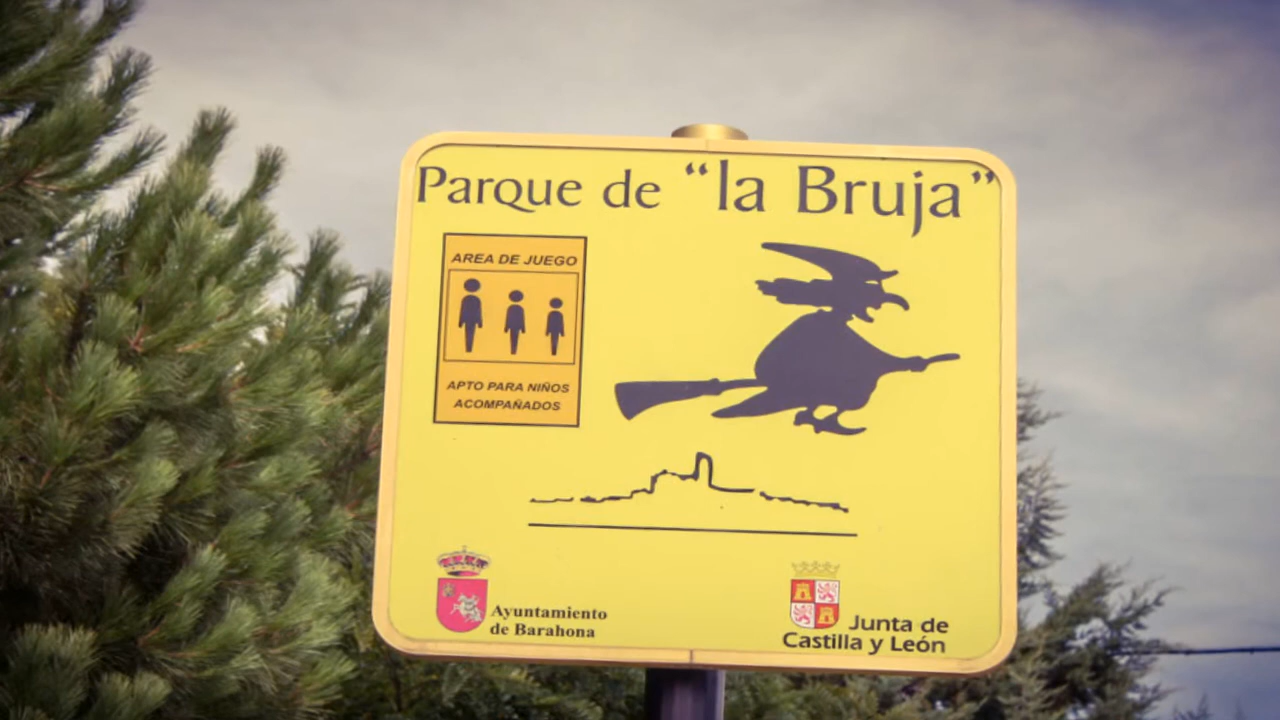 Parque de “la Bruja”
AREA DE JUEGO
APTO PARA NIÑOS
ACOMPAÑADOS
Ayuntamiento
de Barahona
Junta de
Castilla y León